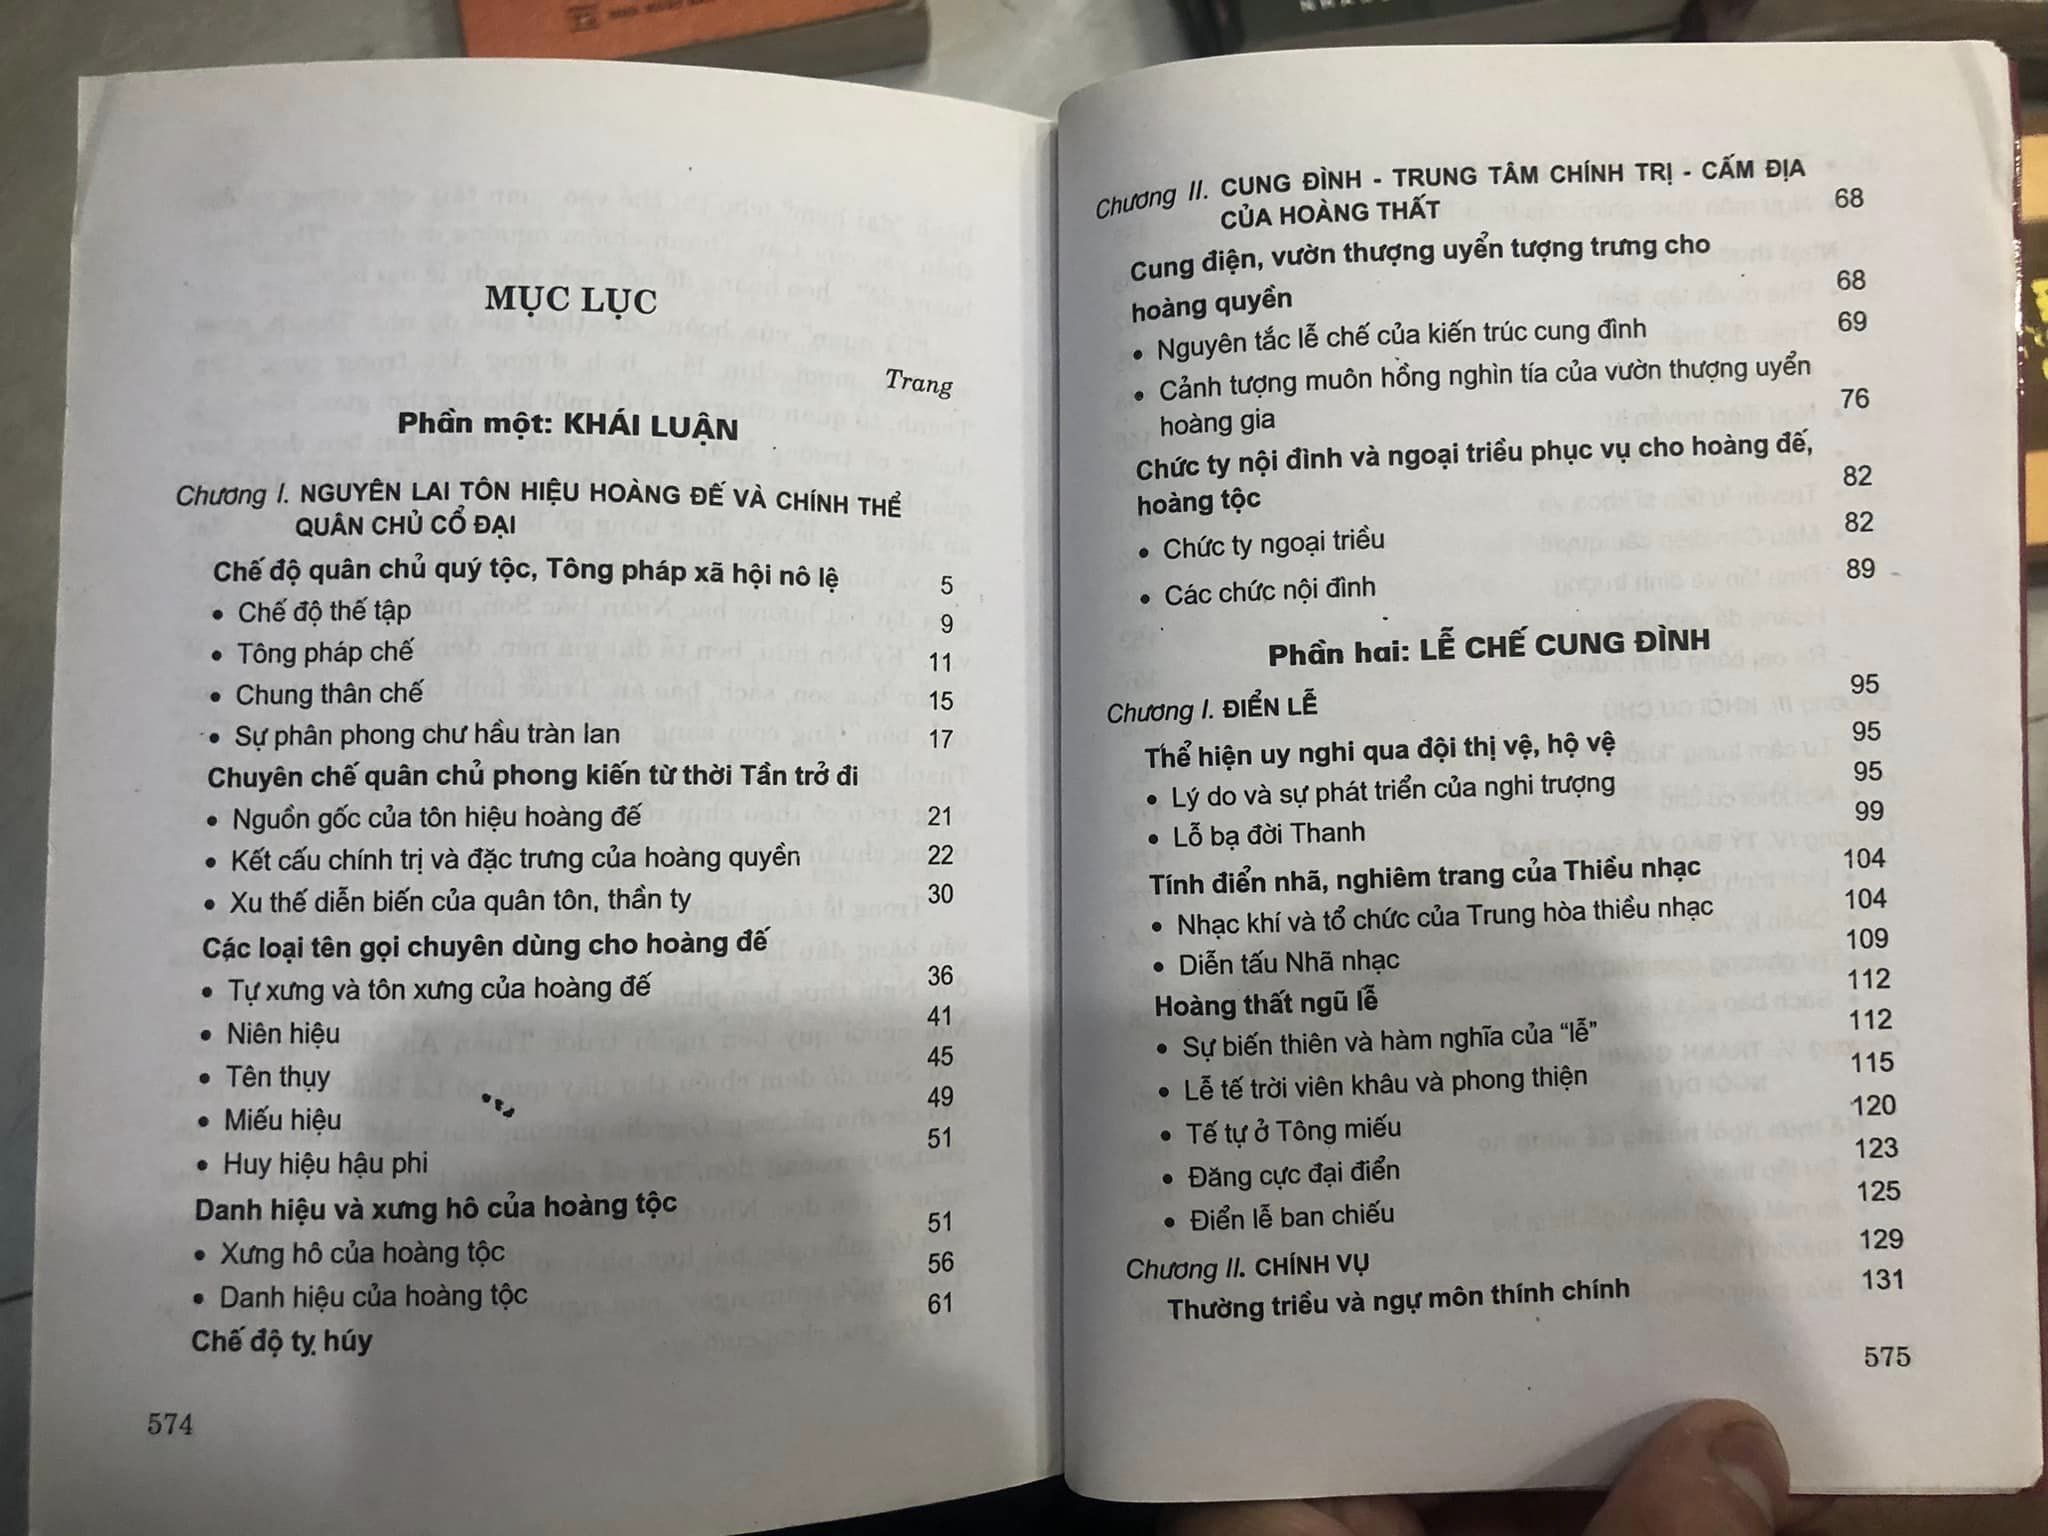 MỤC LỤC
Trang
Phần một: KHÁI LUẬN
Chương I. NGUYÊN LAI TÔN HIỆU HOÀNG ĐẾ VÀ CHÍNH THỂ
QUÂN CHỦ CỔ ĐẠI
Chế độ quân chủ quý tộc, Tông pháp xã hội nô lệ 5
• Chế độ thế tập 9
• Tông pháp chế 11
• Chung thân chế 15
• Sự phân phong chư hầu tràn lan 17
Chuyên chế quân chủ phong kiến từ thời Tần trở đi
• Nguồn gốc của tôn hiệu hoàng đế 21
• Kết cấu chính trị và đặc trưng của hoàng quyền 22
• Xu thế diễn biến của quân tôn, thần ty 30
Các loại tên gọi chuyên dùng cho hoàng đế
• Tự xưng và tôn xưng của hoàng đế 36
• Niên hiệu 41
• Tên thụy 45
• Miếu hiệu 49
• Huy hiệu hậu phi 51
Danh hiệu và xưng hô của hoàng tộc
• Xưng hô của hoàng tộc 51
• Danh hiệu của hoàng tộc 56
Chế độ tỵ húy 61
574
Chương II. CUNG ĐÌNH - TRUNG TÂM CHÍNH TRỊ - CẤM ĐỊA
CỦA HOÀNG THẤT 68
Cung điện, vườn thượng uyển tượng trưng cho
hoàng quyền 68
• Nguyên tắc lễ chế của kiến trúc cung đình 69
• Cảnh tượng muôn hồng nghìn tía của vườn thượng uyển
hoàng gia 76
Chức ty nội đình và ngoại triều phục vụ cho hoàng đế,
hoàng tộc 82
• Chức ty ngoại triều 82
• Các chức nội đình 89
Phần hai: LỄ CHẾ CUNG ĐÌNH
Chương I. ĐIỂN LỄ 95
Thể hiện uy nghi qua đội thị vệ, hộ vệ 95
• Lý do và sự phát triển của nghi trượng 95
• Lỗ bạ đời Thanh 99
Tính điển nhã, nghiêm trang của Thiều nhạc 104
• Nhạc khí và tổ chức của Trung hòa thiều nhạc 104
• Diễn tấu Nhã nhạc 109
Hoàng thất ngũ lễ 112
• Sự biến thiên và hàm nghĩa của “lễ” 112
• Lễ tế trời viên khâu và phong thiện 115
• Tế tự ở Tông miếu 120
• Đăng cực đại điển 123
• Điển lễ ban chiếu 125
Chương II. CHÍNH VỤ 129
Thường triều và ngự môn thính chính 131
575